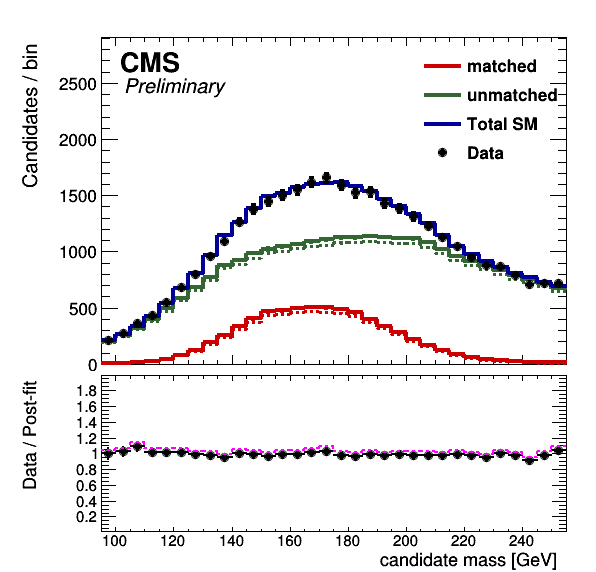 CMS
Preliminary
matched
unmatched
Total SM
Data
Candidates / bin
2500
2000
1500
1000
500
0
Data / Post-fit
1.8
1.6
1.4
1.2
1
0.8
0.6
0.4
0.2
100 120 140 160 180 200 220 240
candidate mass [GeV]